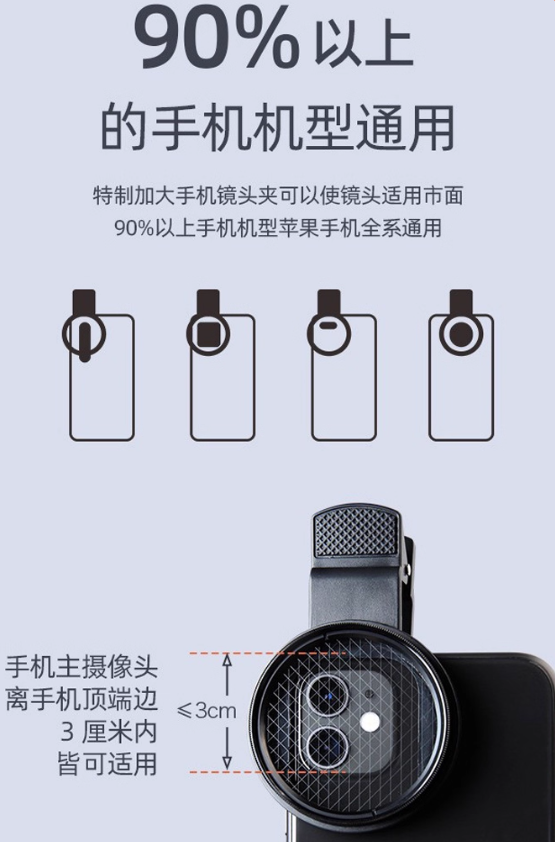 90%以上
的手机机型通用
特制加大手机镜头夹可以使镜头适用市面
90%以上手机机型苹果手机全系通用
手机主摄像头
离手机顶端边
3 厘米内
皆可适用
≤3cm